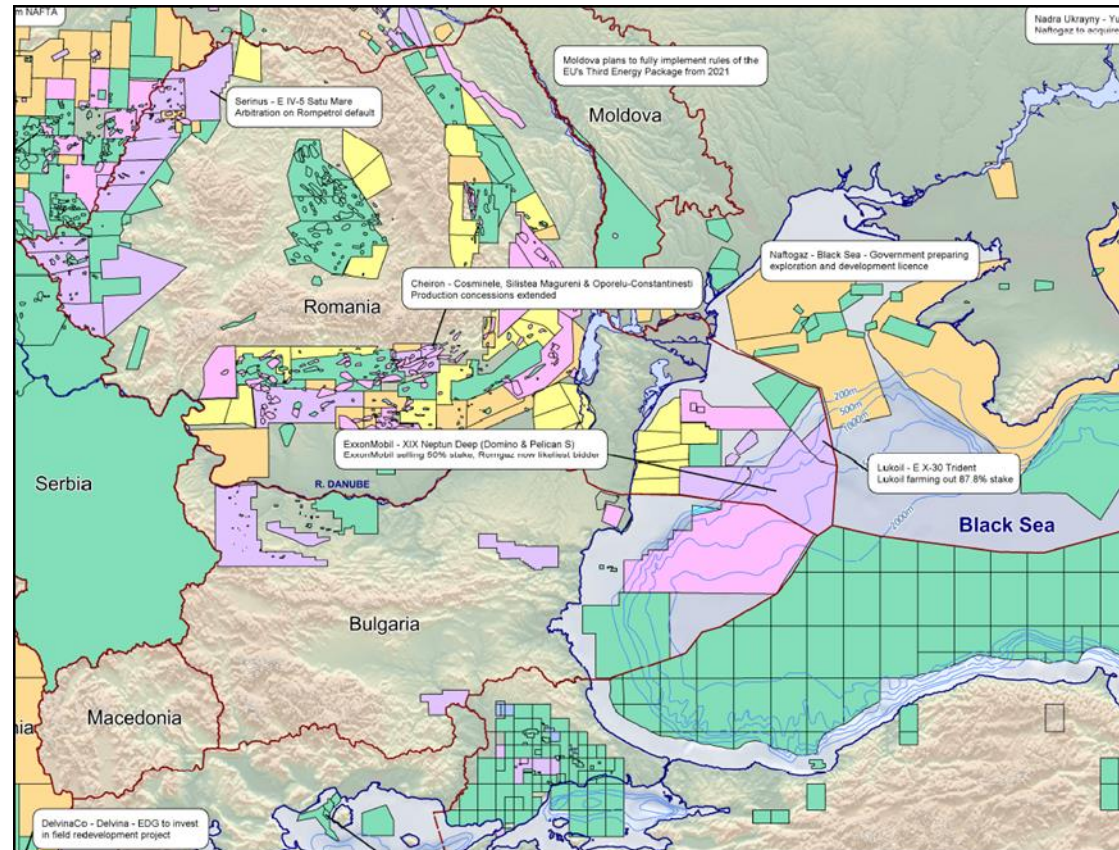 m NAFTA
Nadra Ukrayny - Yu
Naftogaz to acquire
Moldova plans to fully implement rules of the
EU's Third Energy Package from 2021
Serinus - E IV-5 Satu Mare
Arbitration on Rompetrol default
Moldova
Naftogaz - Black Sea - Government preparing
exploration and development licence
Cheiron - Cosminele, Silistea Magureni & Oporelu-Constantinesti
Production concessions extended
Romania
200m
500m
1000m
ExxonMobil - XIX Neptun Deep (Domino & Pelican S)
ExxonMobil selling 50% stake, Romgaz now likeliest bidder
Lukoil - E X-30 Trident
Lukoil farming out 87.8% stake
Serbia
R. DANUBE
2000m
Black Sea
Bulgaria
Macedonia
nia
DelvinaCo - Delvina - EDG to invest
in field redevelopment project